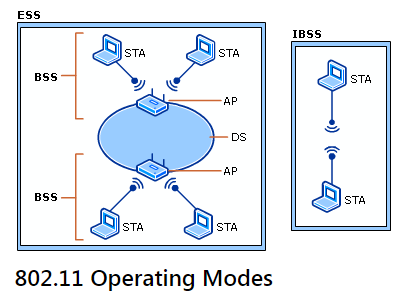 ESS
IBSS
STA
STA
BSS
STA
AP
DS
AP
BSS
STA
STA
STA
802.11 Operating Modes